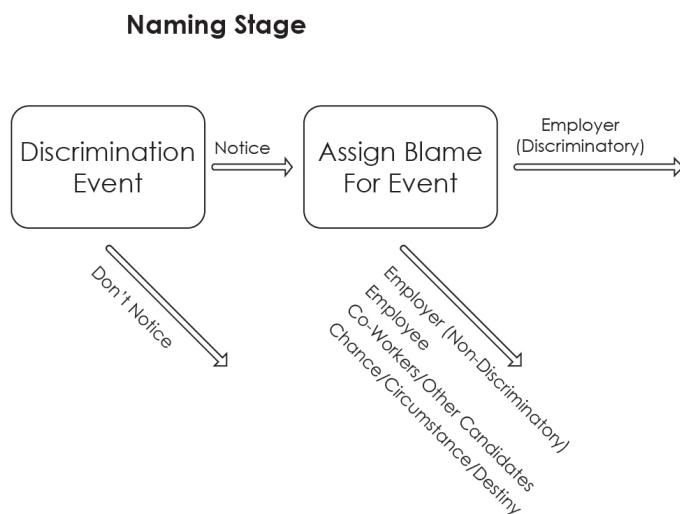 Naming Stage
Discrimination
Event
Notice
Assign Blame
For Event
Employer
(Discriminatory)
Don't Notice
Employer (Non-Discriminatory)
Employee
Co-Workers/Other Candidates
Chance/Circumstance/Destiny